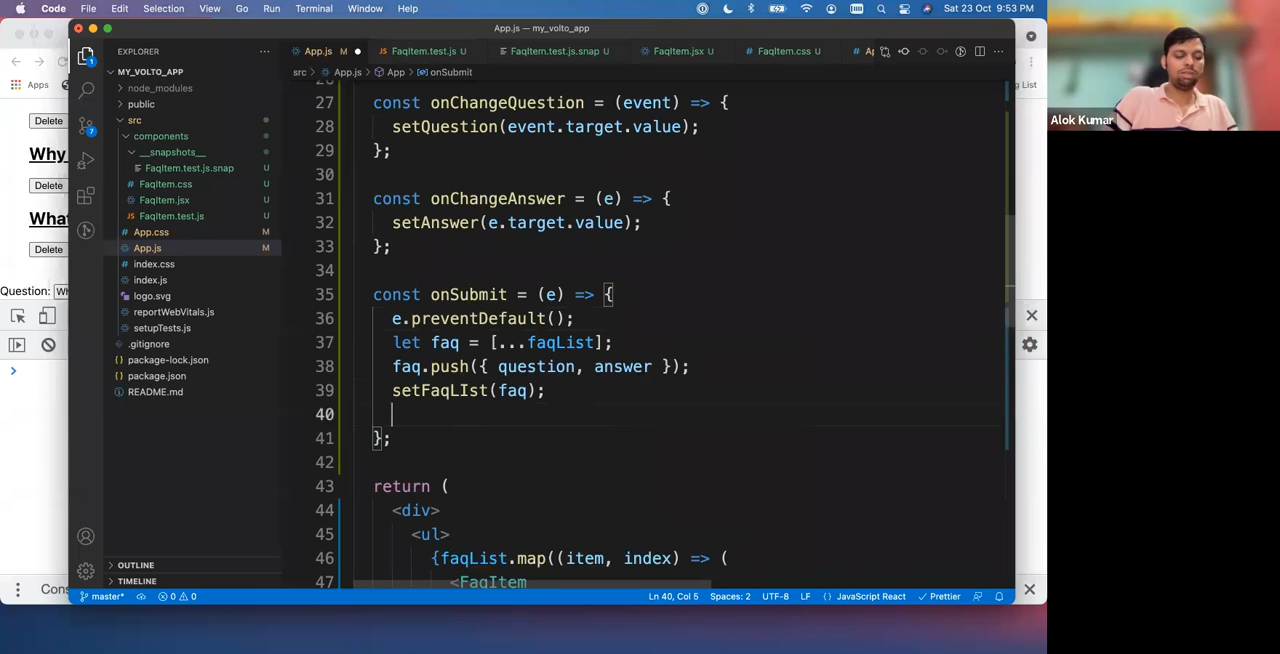 Code File Edit Selection View Go Run Terminal Window Help Sat 23 Oct 9:53 PM
App.js — my_volto_app
EXPLORER
App.js M
FaqItem.test.js U
FaqItem.test.js.snap U
FaqItem.jsx U
FaqItem.css U
Ap
src > App.js > App > onSubmit
Apps
ng List
MY_VOLTO_APP
node_modules
public
src
components
__snapshots__
FaqItem.test.js.snap U
FaqItem.css U
FaqItem.jsx U
FaqItem.test.js U
App.css M
App.js M
index.css
index.js
logo.svg
reportWebVitals.js
setupTests.js
.gitignore
package-lock.json
package.json
README.md
OUTLINE
TIMELINE
Delete
Why
Delete
What
Delete
Question: Wh
Cons
27 const onChangeQuestion = (event) => {
28 setQuestion(event.target.value);
29 };
30
31 const onChangeAnswer = (e) => {
32 setAnswer(e.target.value);
33 };
34
35 const onSubmit = (e) => {
36 e.preventDefault();
37 let faq = [...faqList];
38 faq.push({ question, answer });
39 setFaqLIst(faq);
40
41 };
42
43 return (
44 <div>
45 <ul>
46 {faqList.map((item, index) => (
47 <FaqItem
master* 0 0 Ln 40, Col 5 Spaces: 2 UTF-8 LF {} JavaScript React Prettier
Alok Kumar
1
7